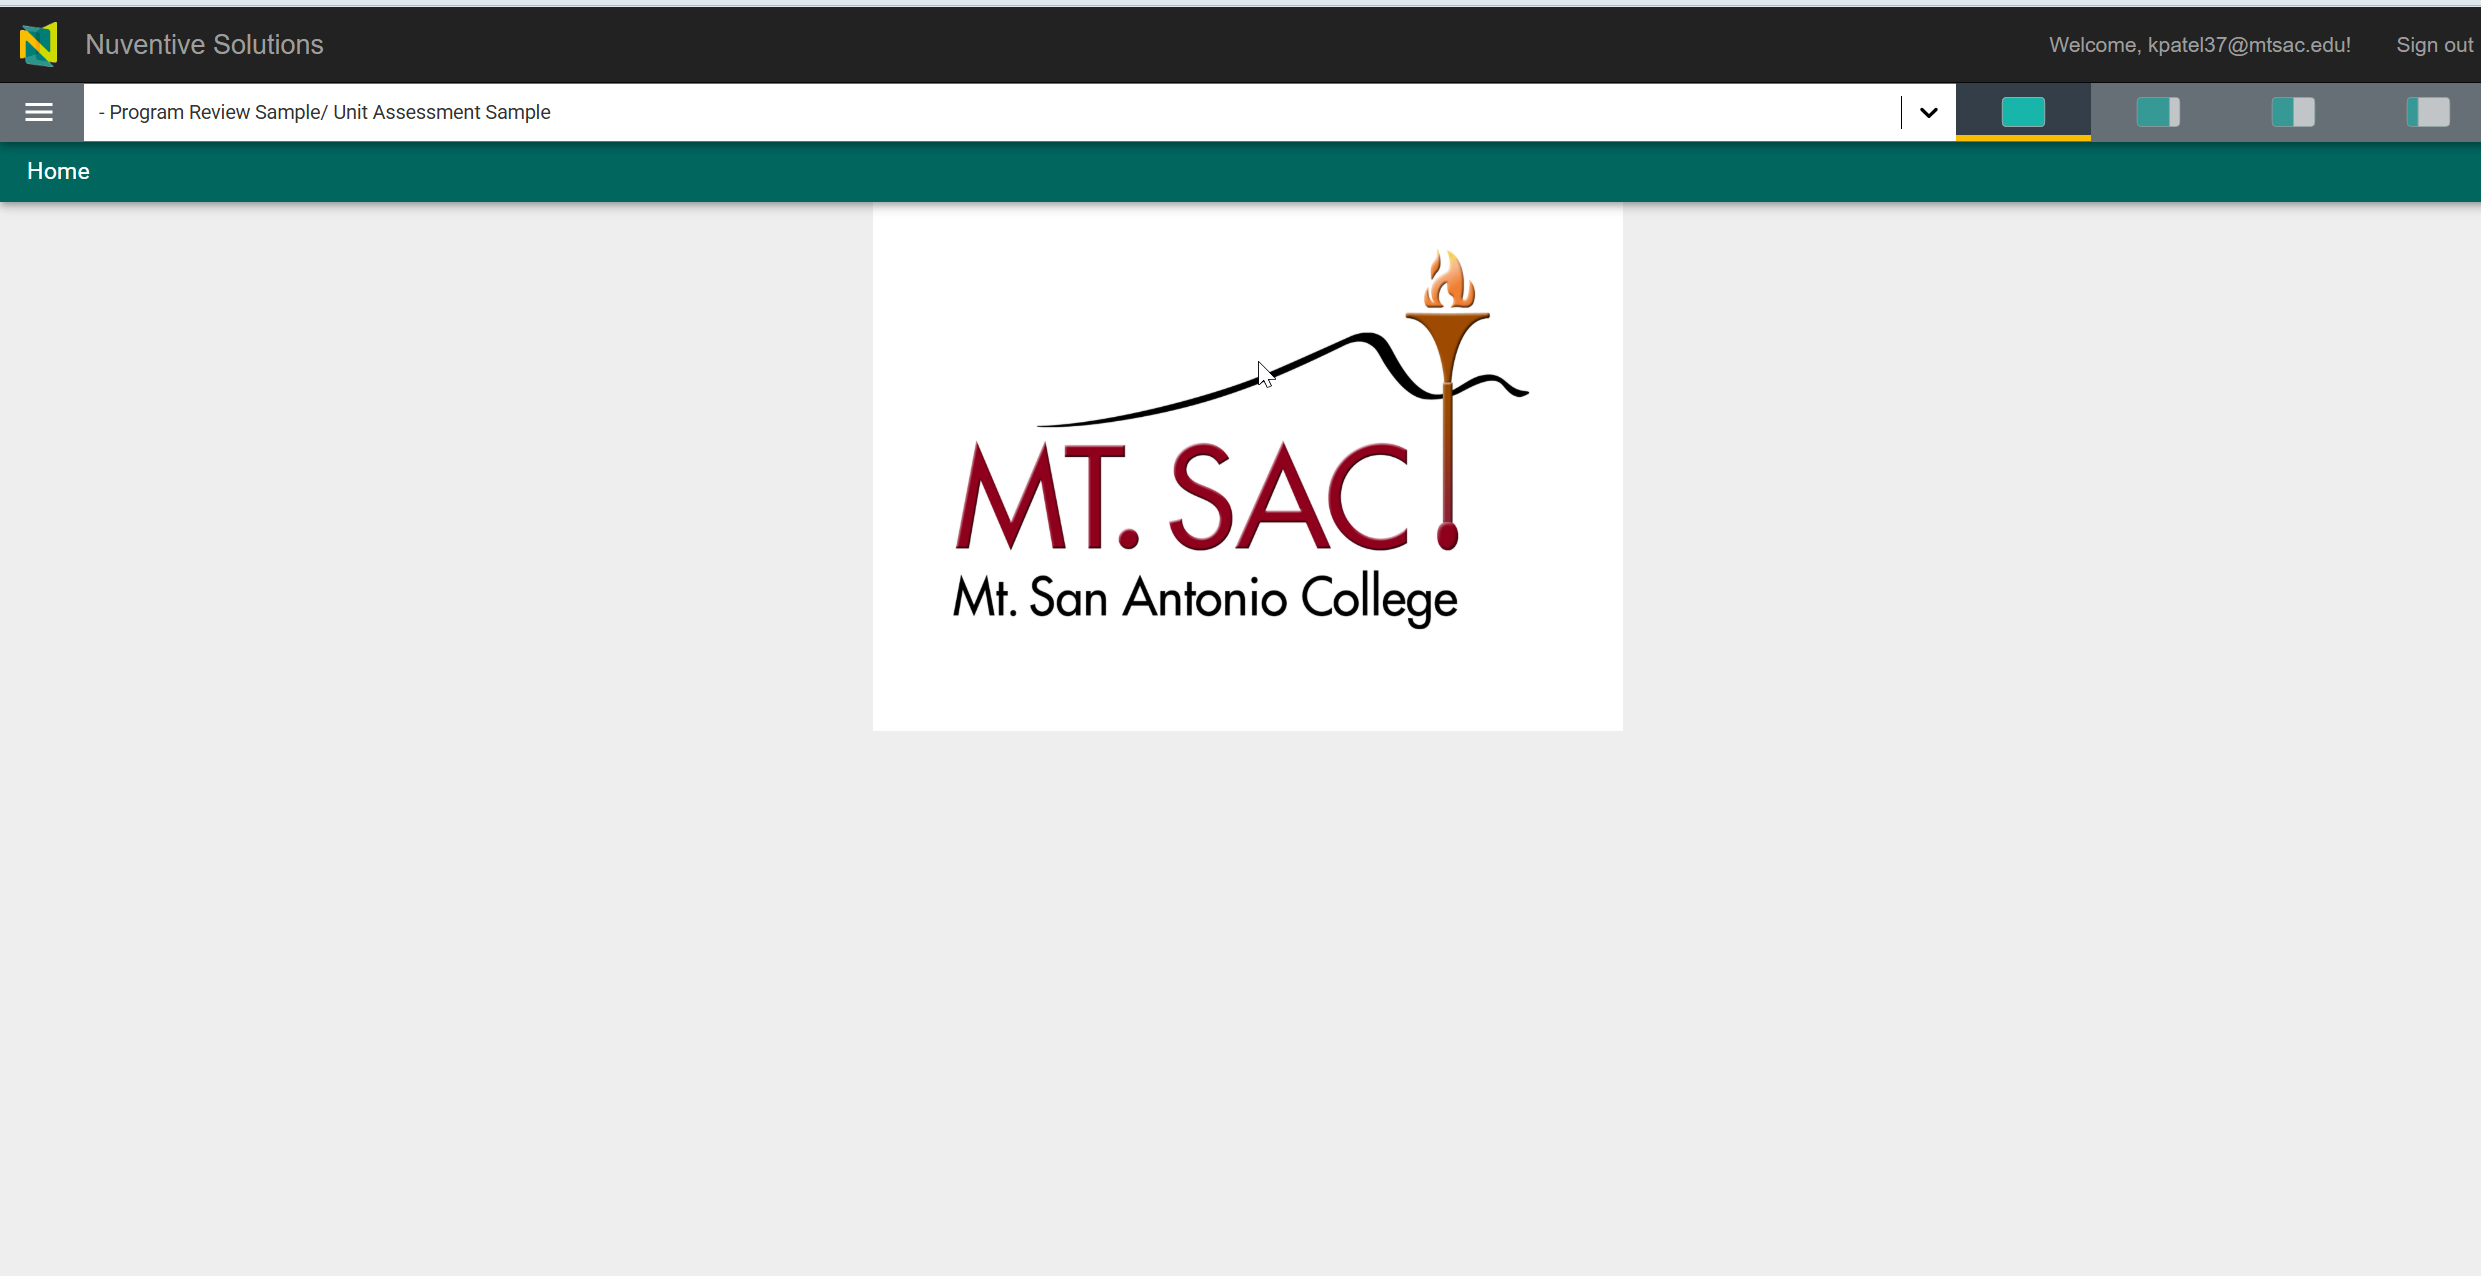 Nuventive Solutions
Welcome, kpatel37@mtsac.edu!
Sign out
- Program Review Sample/ Unit Assessment Sample
Home
MT. SAC
Mt. San Antonio College